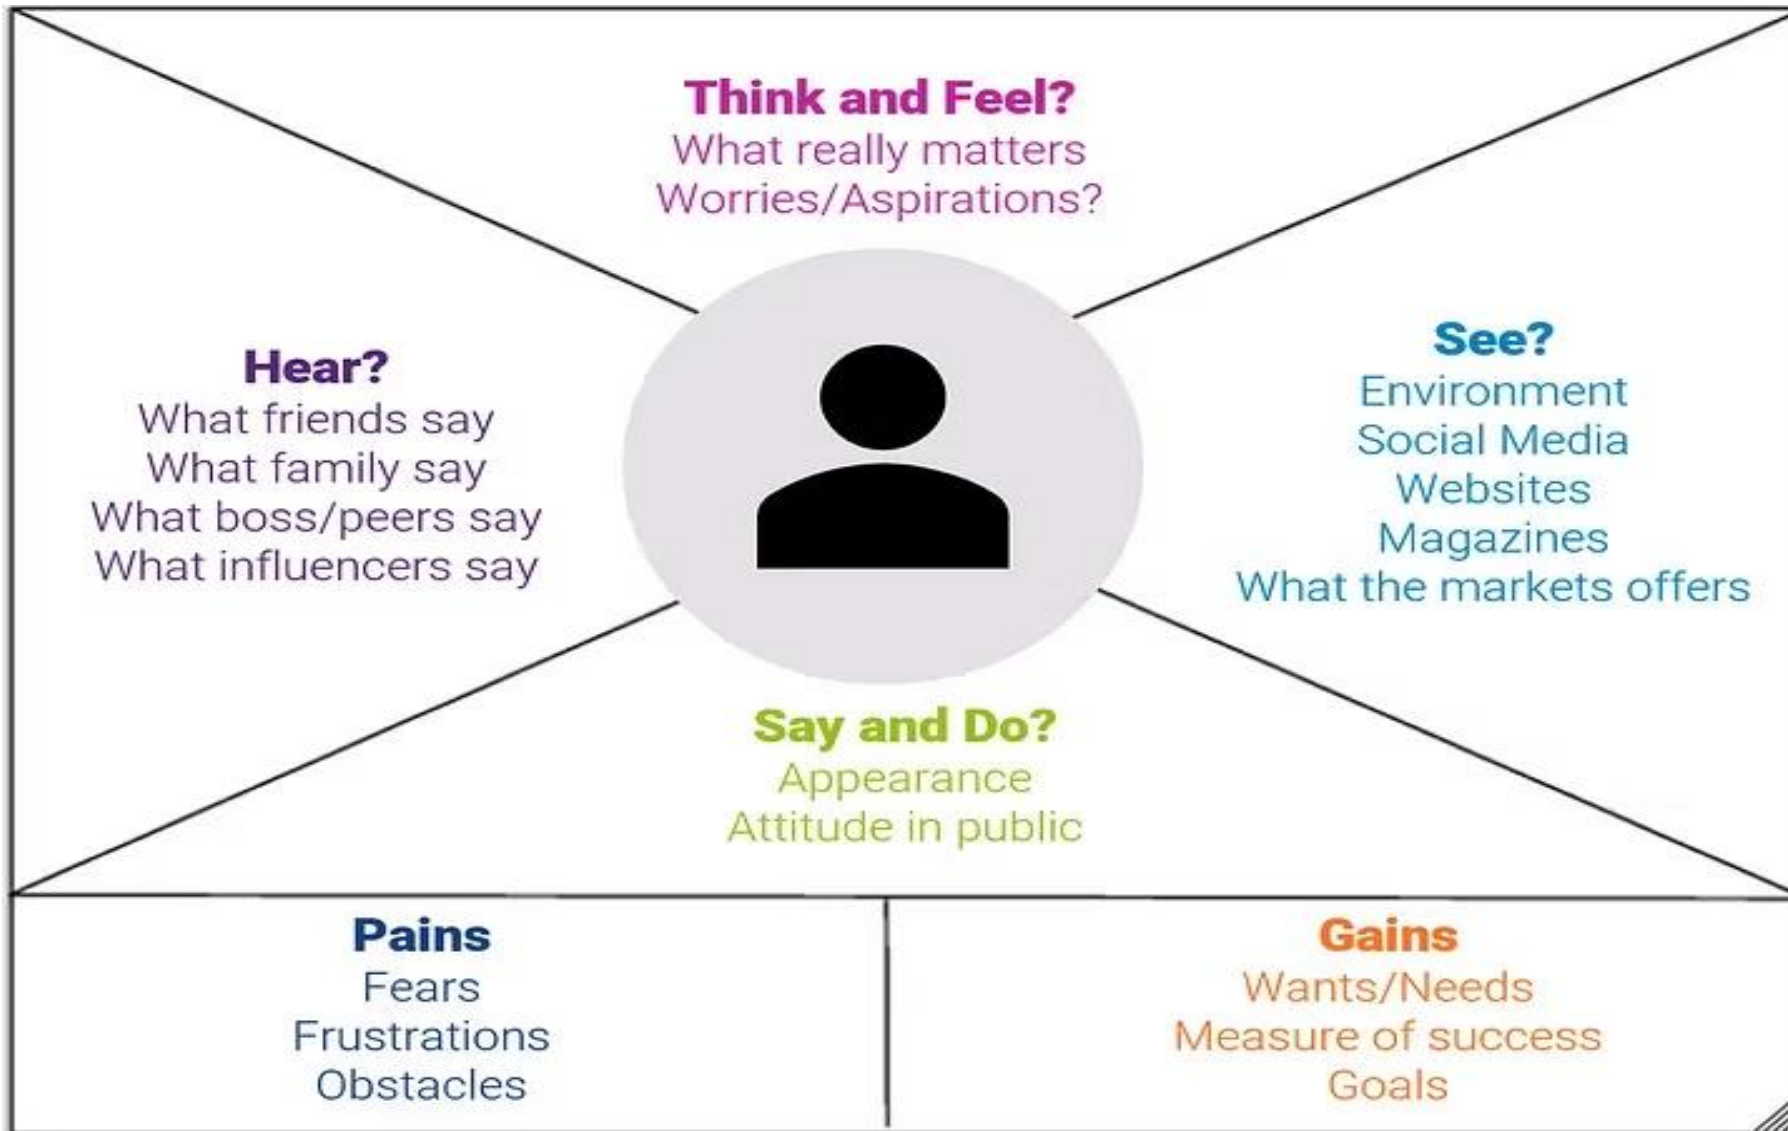 Think and Feel?
What really matters
Worries/Aspirations?
Hear?
What friends say
What family say
What boss/peers say
What influencers say
See?
Environment
Social Media
Websites
Magazines
What the markets offers
Say and Do?
Appearance
Attitude in public
Pains
Fears
Frustrations
Obstacles
Gains
Wants/Needs
Measure of success
Goals